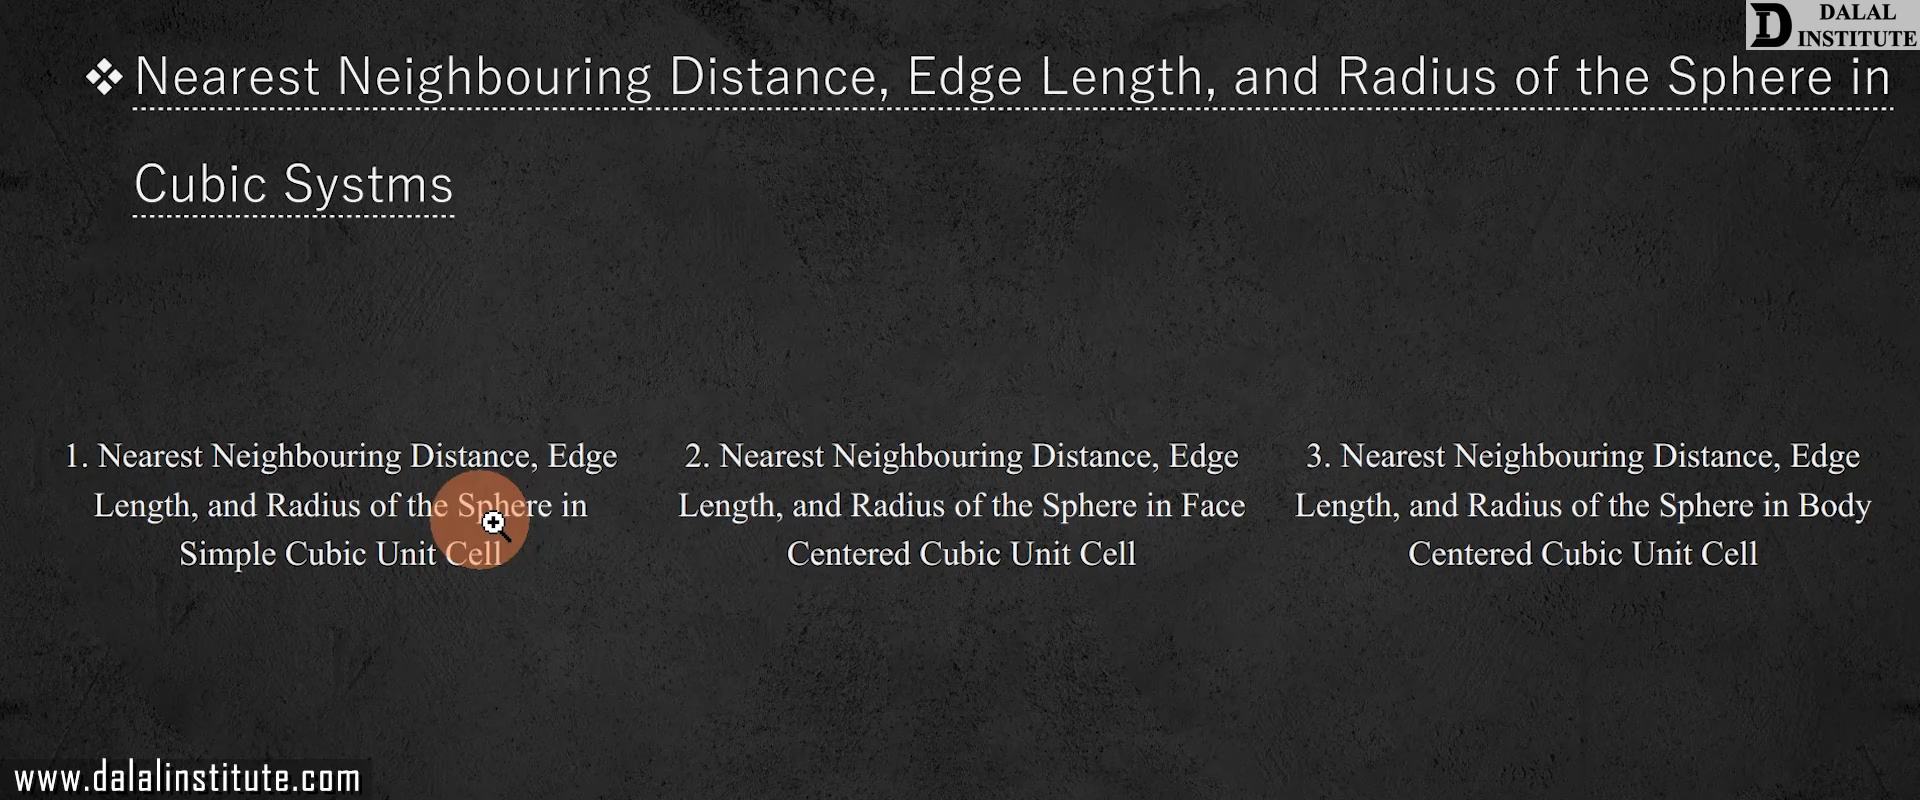 DALAL
INSTITUTE
❖ Nearest Neighbouring Distance, Edge Length, and Radius of the Sphere in
Cubic Systms
1. Nearest Neighbouring Distance, Edge
Length, and Radius of the Sphere in
Simple Cubic Unit Cell
2. Nearest Neighbouring Distance, Edge
Length, and Radius of the Sphere in Face
Centered Cubic Unit Cell
3. Nearest Neighbouring Distance, Edge
Length, and Radius of the Sphere in Body
Centered Cubic Unit Cell
www.dalalinstitute.com